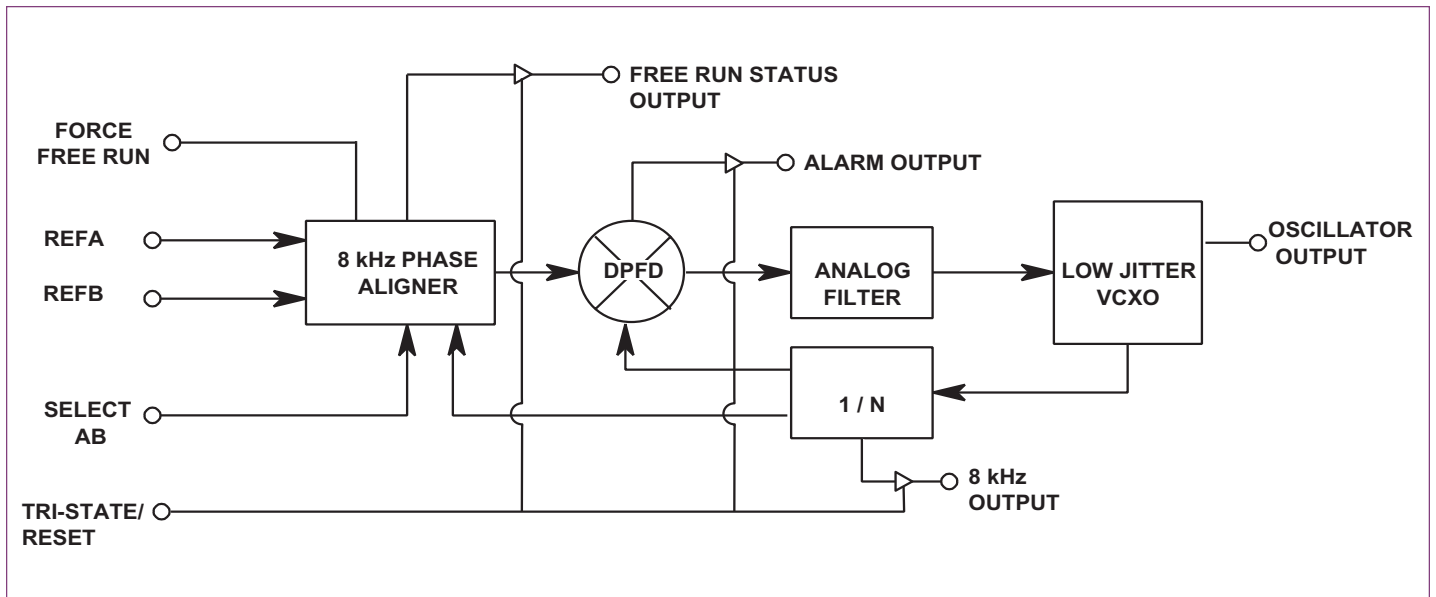 FREE RUN STATUS
OUTPUT
FORCE
FREE RUN
ALARM OUTPUT
REFA
REFB
8 kHz PHASE
ALIGNER
DPFD
ANALOG
FILTER
LOW JITTER
VCXO
OSCILLATOR
OUTPUT
SELECT
AB
1 / N
8 kHz
OUTPUT
TRI-STATE/
RESET